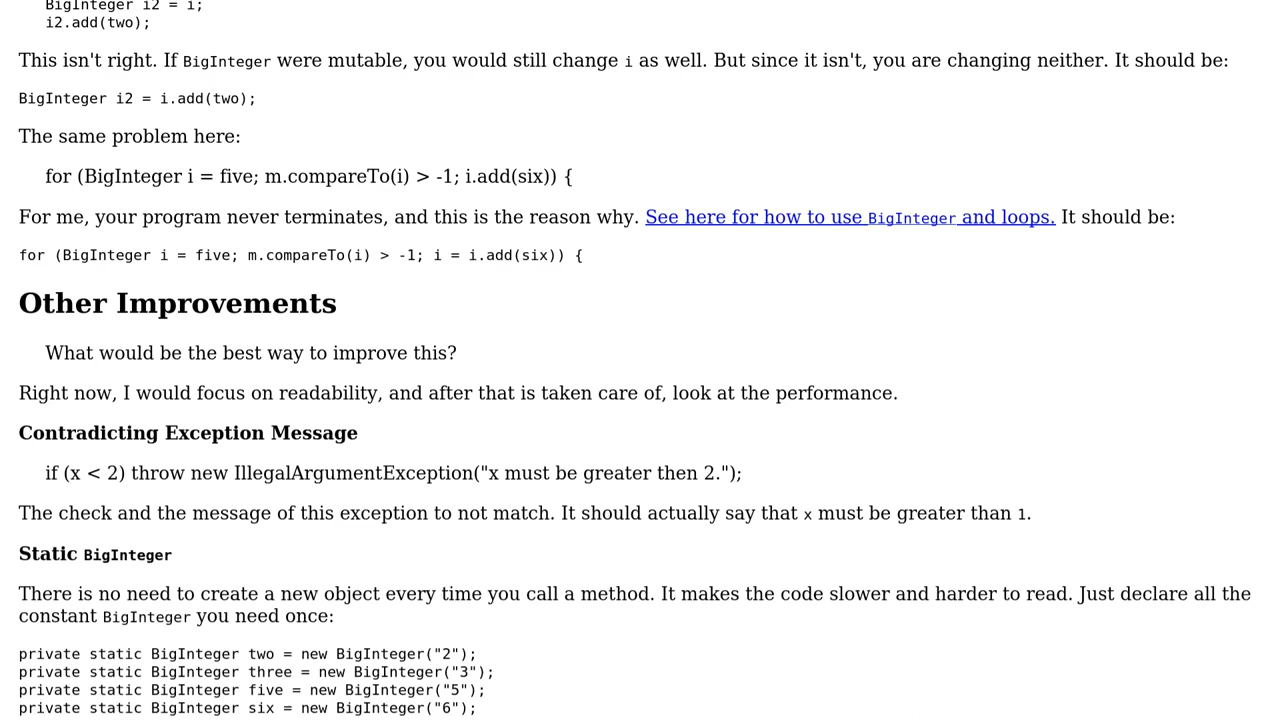 BigInteger i2 = i;
i2.add(two);
This isn't right. If BigInteger were mutable, you would still change i as well. But since it isn't, you are changing neither. It should be:
BigInteger i2 = i.add(two);
The same problem here:
for (BigInteger i = five; m.compareTo(i) > -1; i.add(six)) {
For me, your program never terminates, and this is the reason why. See here for how to use BigInteger and loops. It should be:
for (BigInteger i = five; m.compareTo(i) > -1; i = i.add(six)) {
Other Improvements
What would be the best way to improve this?
Right now, I would focus on readability, and after that is taken care of, look at the performance.
Contradicting Exception Message
if (x < 2) throw new IllegalArgumentException("x must be greater then 2.");
The check and the message of this exception to not match. It should actually say that x must be greater than 1.
Static BigInteger
There is no need to create a new object every time you call a method. It makes the code slower and harder to read. Just declare all the
constant BigInteger you need once:
private static BigInteger two = new BigInteger("2");
private static BigInteger three = new BigInteger("3");
private static BigInteger five = new BigInteger("5");
private static BigInteger six = new BigInteger("6");